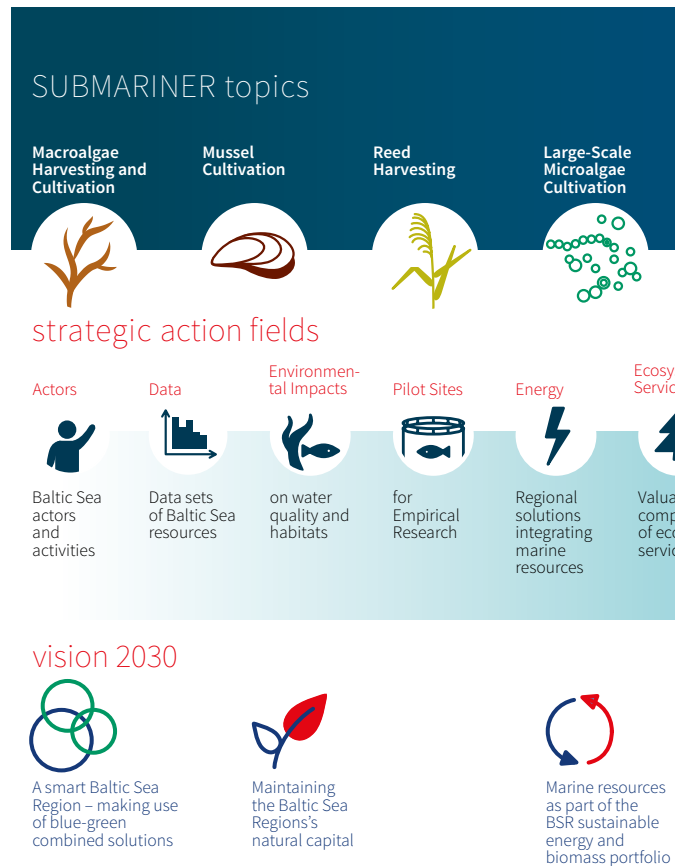 SUBMARINER topics
Macroalgae
Harvesting and
Cultivation
Mussel
Cultivation
Reed
Harvesting
Large-Scale
Microalgae
Cultivation
strategic action fields
Actors
Data
Environmen-
tal Impacts
Pilot Sites
Energy
Baltic Sea
actors
and
activities
Data sets
of Baltic Sea
resources
on water
quality and
habitats
for
Empirical
Research
Regional
solutions
integrating
marine
resources
of
vision 2030
A smart Baltic Sea
Region – making use
of blue-green
combined solutions
Maintaining
the Baltic Sea
Regions's
natural capital
Marine resources
as part of the
BSR sustainable
energy and
biomass portfolio